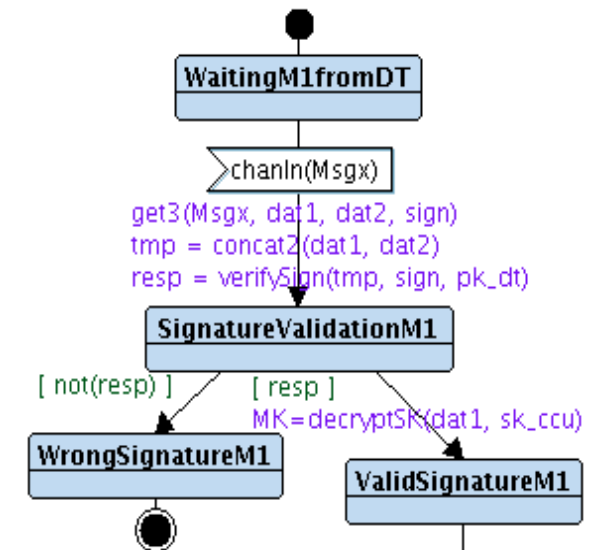 WaitingM1fromDT
chanIn(Msgx)
get3(Msgx, dat1, dat2, sign)
tmp = concat2(dat1, dat2)
resp = verifySign(tmp, sign, pk_dt)
SignatureValidationM1
[ not(resp) ]
[ resp ]
MK=decryptSK(dat1, sk_ccu)
WrongSignatureM1
ValidSignatureM1